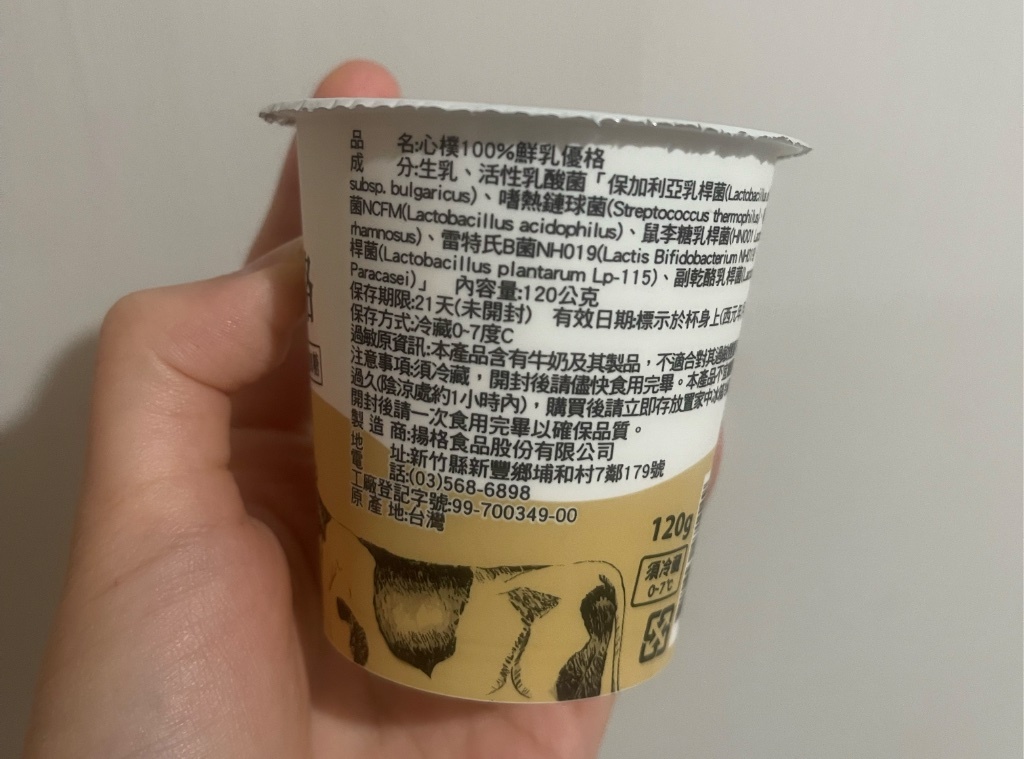 品 名:心樸100%鮮乳優格
成 分:生乳、活性乳酸菌「保加利亞乳桿菌(Lactobacillus
subsp. bulgaricus)、嗜熱鏈球菌(Streptococcus thermophilus)、
菌NCFM(Lactobacillus acidophilus)、鼠李糖乳桿菌(HN001
rhamnosus)、雷特氏B菌NH019(Lactis Bifidobacterium NH019
桿菌(Lactobacillus plantarum Lp-115)、副乾酪乳桿菌
Paracasei)」 內容量:120公克
保存期限:21天(未開封) 有效日期:標示於杯身上(西元
保存方式:冷藏0~7度C
過敏原資訊:本產品含有牛奶及其製品，不適合對其過敏
注意事項:須冷藏，開封後請儘快食用完畢。本產品不
過久(陰涼處約1小時內)，購買後請立即存放置家中冰
開封後請一次食用完畢以確保品質。
製 造 商:揚格食品股份有限公司
地 址:新竹縣新豐鄉埔和村7鄰179號
電 話:(03)568-6898
工廠登記字號:99-700349-00
原 產 地:台灣
120g
須冷藏
0-7℃